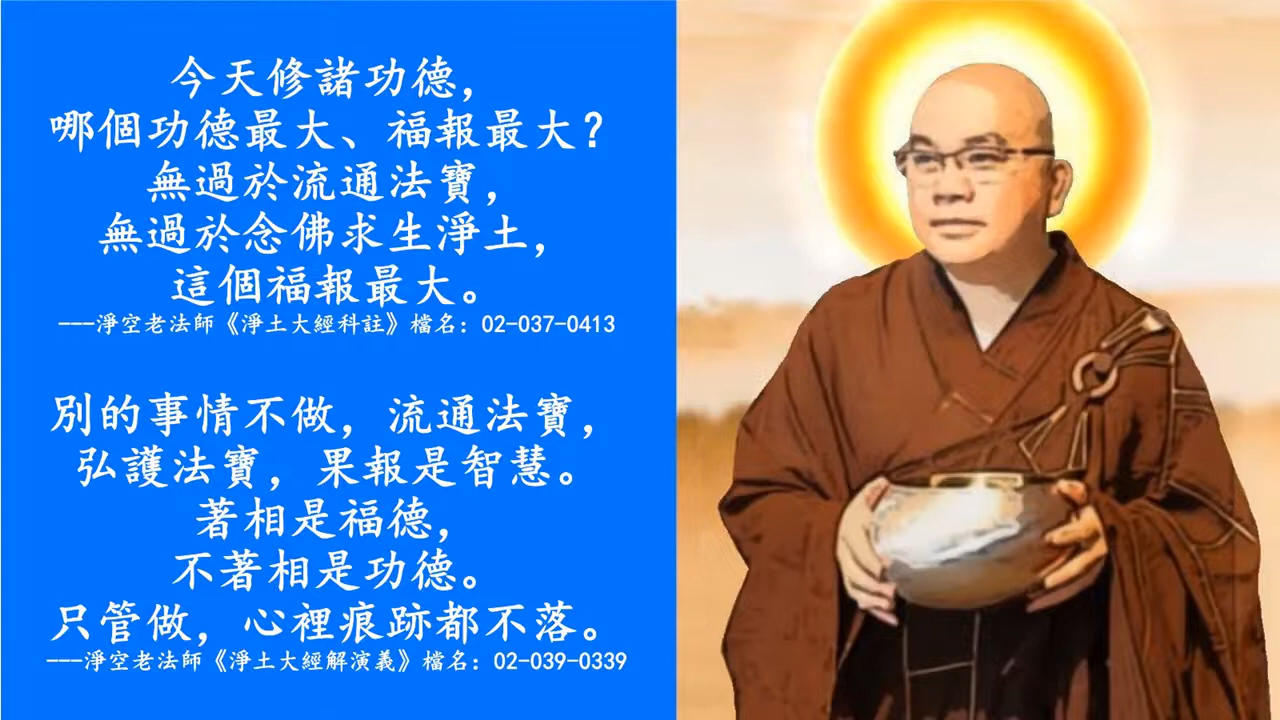 今天修諸功德,
哪個功德最大、福報最大?
無過於流通法寶,
無過於念佛求生淨土,
這個福報最大。
---淨空老法師《淨土大經科註》檔名: 02-037-0413
別的事情不做, 流通法寶,
弘護法寶, 果報是智慧。
著相是福德,
不著相是功德。
只管做, 心裡痕跡都不落。
---淨空老法師《淨土大經解演義》檔名: 02-039-0339